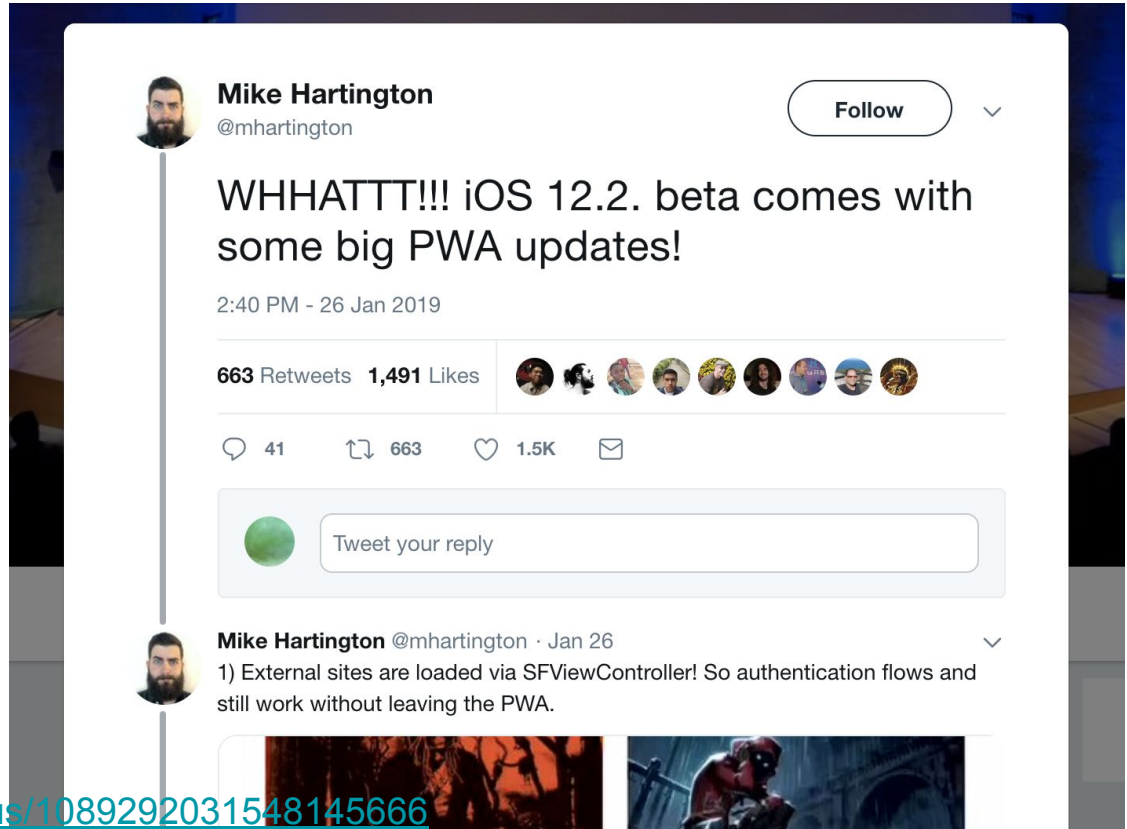 Mike Hartington
@mhartington
Follow
WHHATTT!!! iOS 12.2. beta comes with
some big PWA updates!
2:40 PM - 26 Jan 2019
663 Retweets 1,491 Likes
41 663 1.5K
Tweet your reply
Mike Hartington @mhartington · Jan 26
1) External sites are loaded via SFViewController! So authentication flows and
still work without leaving the PWA.
us/1089292031548145666